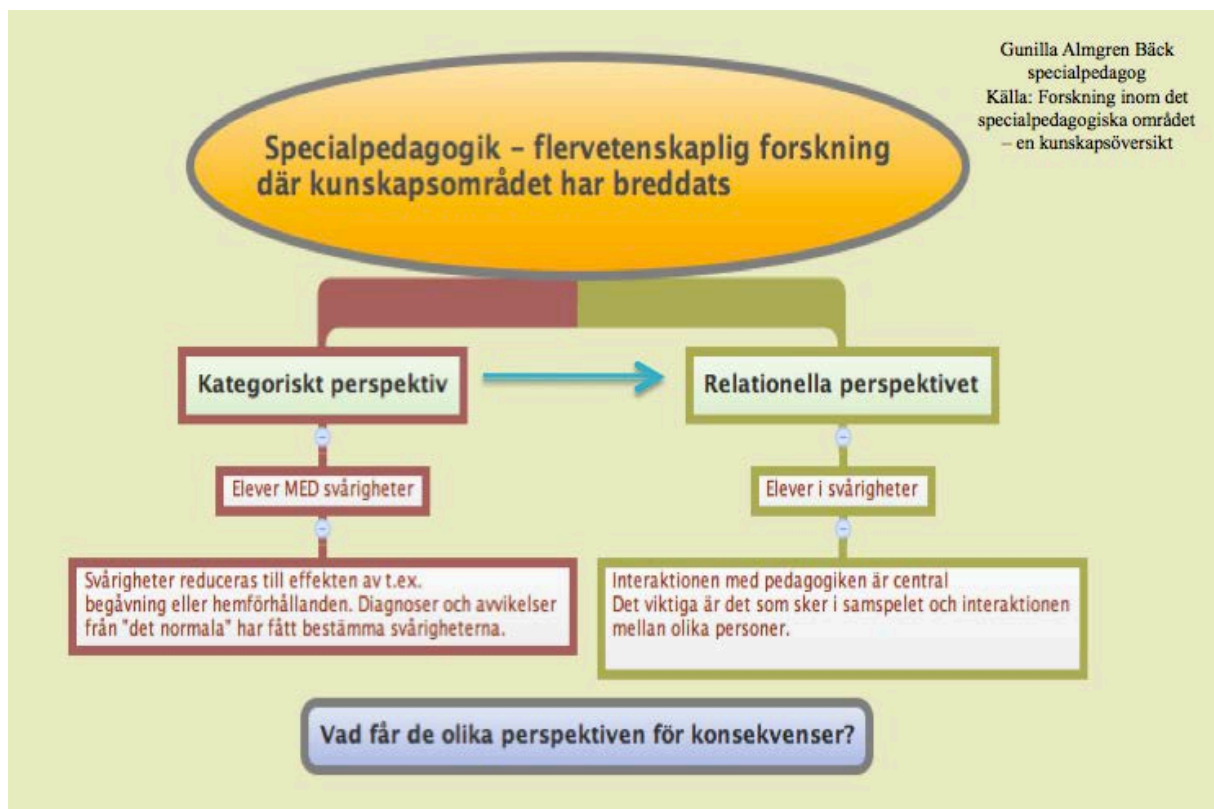 Gunilla Almgren Bäck
specialpedagog
Källa: Forskning inom det
specialpedagogiska området
– en kunskapsöversikt
Specialpedagogik – flervetenskaplig forskning
där kunskapsområdet har breddats
Kategoriskt perspektiv
Relationella perspektivet
Elever MED svårigheter
Elever i svårigheter
Svårigheter reduceras till effekten av t.ex.
begåvning eller hemförhållanden. Diagnoser och avvikelser
från "det normala" har fått bestämma svårigheterna.
Interaktionen med pedagogiken är central
Det viktiga är det som sker i samspelet och interaktionen
mellan olika personer.
Vad får de olika perspektiven för konsekvenser?